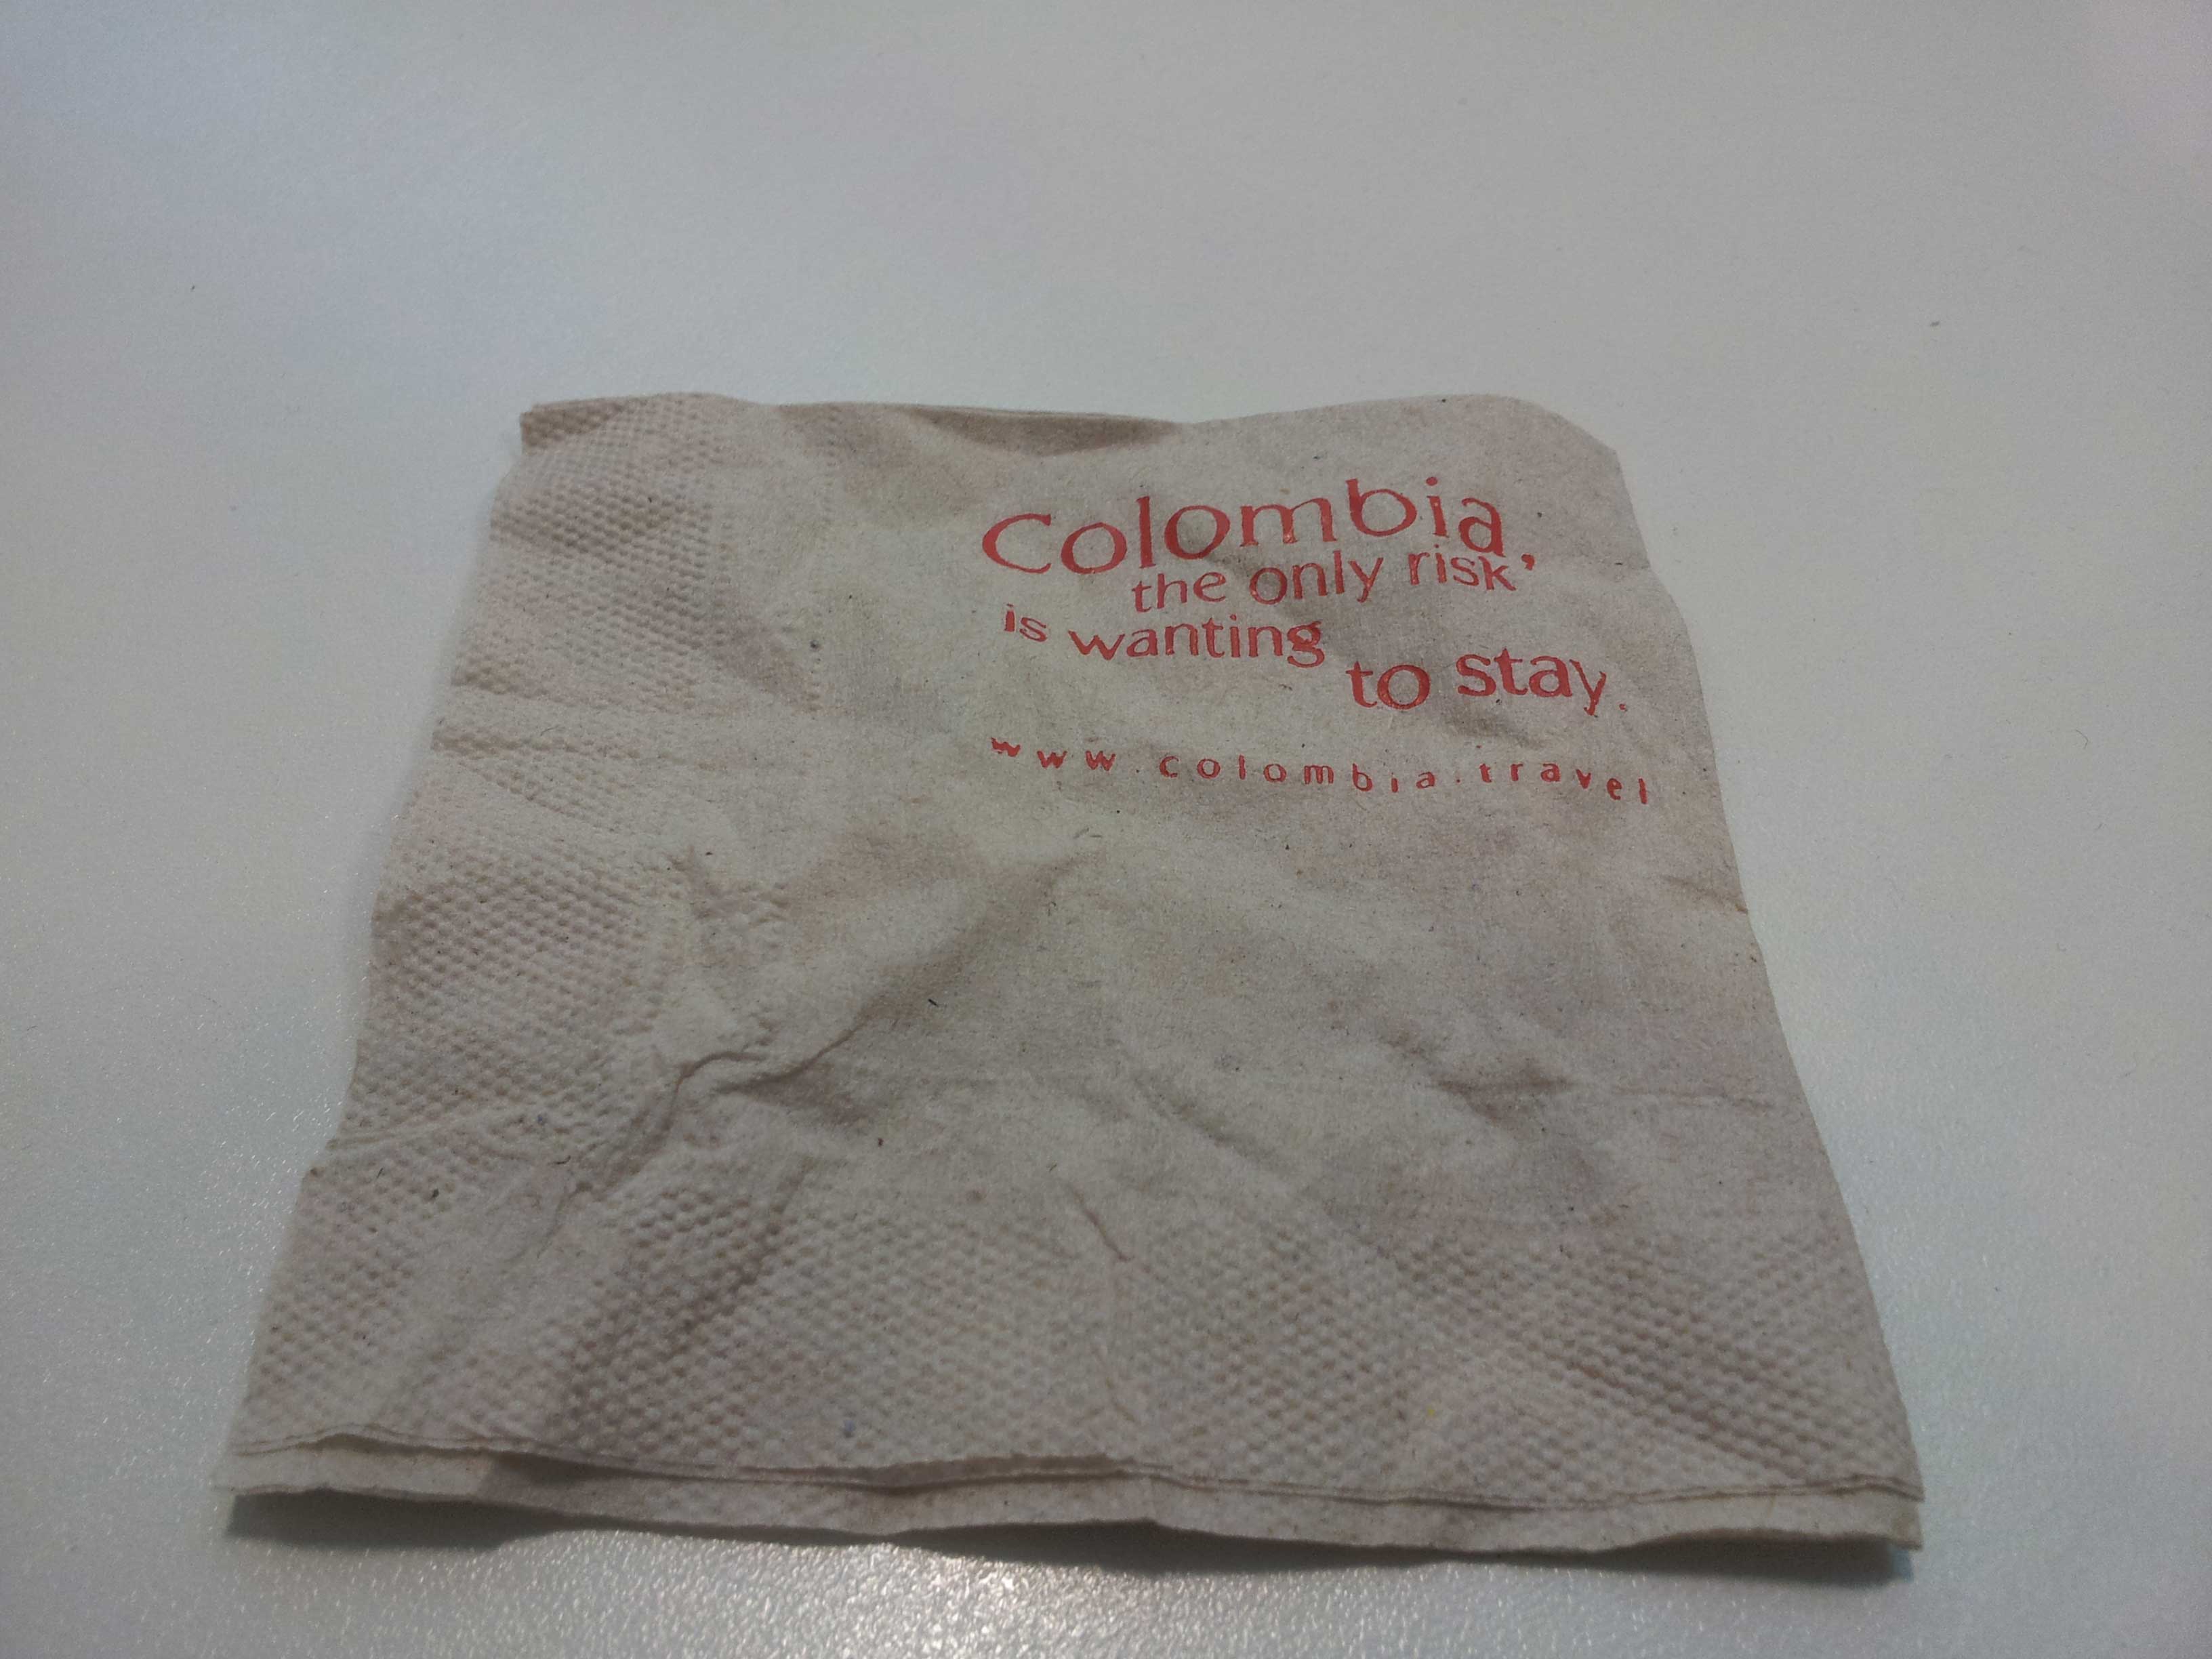 Colombia,
the only risk
is wanting
to stay.
www.colombia.travel